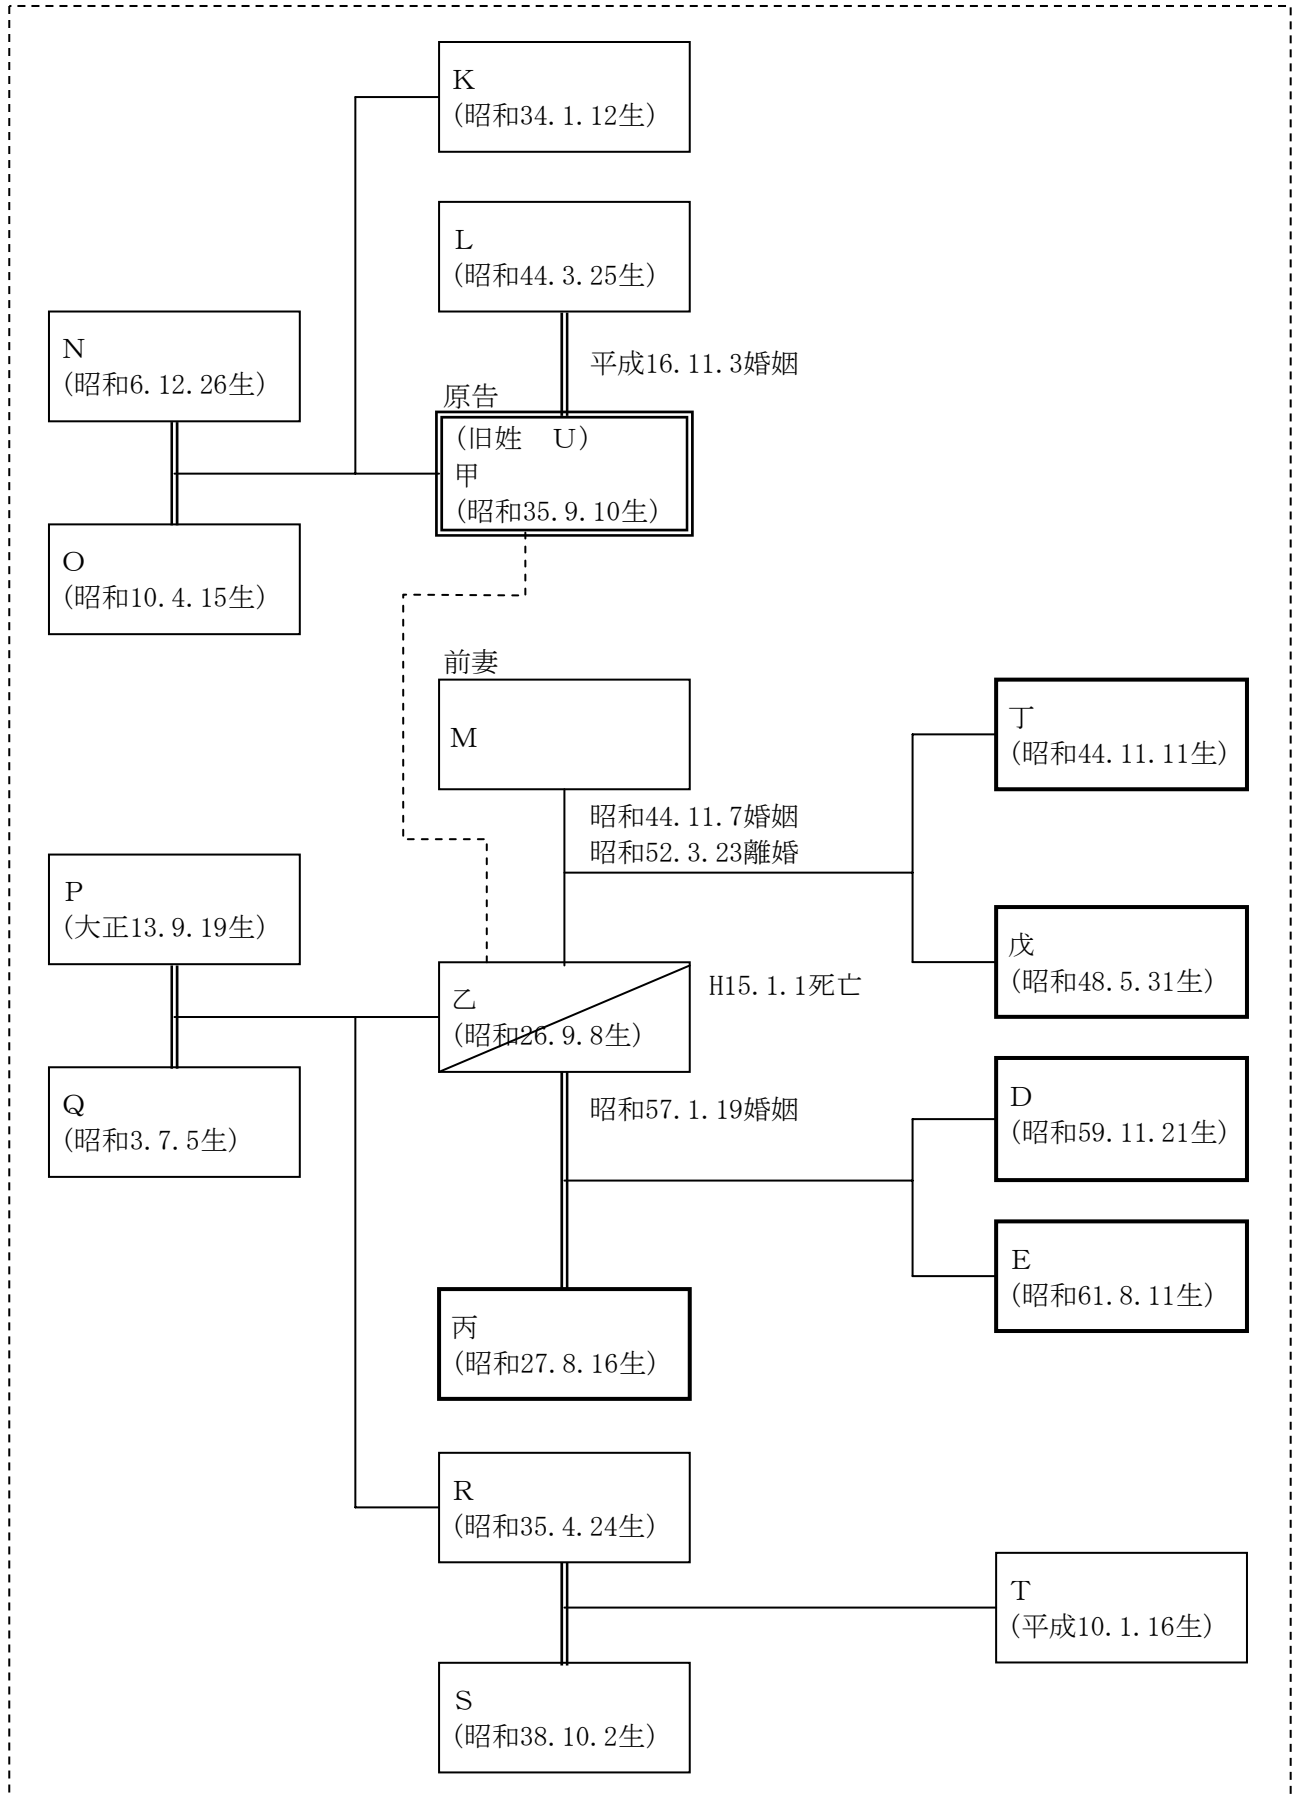 K
(昭和34.1.12生)
L
(昭和44.3.25生)
N
(昭和6.12.26生)
平成16.11.3婚姻
原告
(旧姓　U)
甲
(昭和35.9.10生)
O
(昭和10.4.15生)
前妻
M
丁
(昭和44.11.11生)
昭和44.11.7婚姻
昭和52.3.23離婚
P
(大正13.9.19生)
戊
(昭和48.5.31生)
乙
(昭和26.9.8生)
H15.1.1死亡
Q
(昭和3.7.5生)
昭和57.1.19婚姻
D
(昭和59.11.21生)
E
(昭和61.8.11生)
丙
(昭和27.8.16生)
R
(昭和35.4.24生)
T
(平成10.1.16生)
S
(昭和38.10.2生)